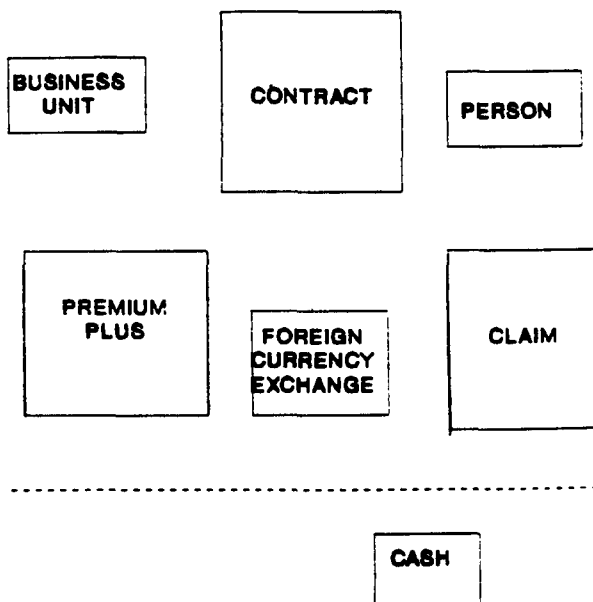 BUSINESS
UNIT
CONTRACT
PERSON
PREMIUM
PLUS
FOREIGN
CURRENCY
EXCHANGE
CLAIM
CASH